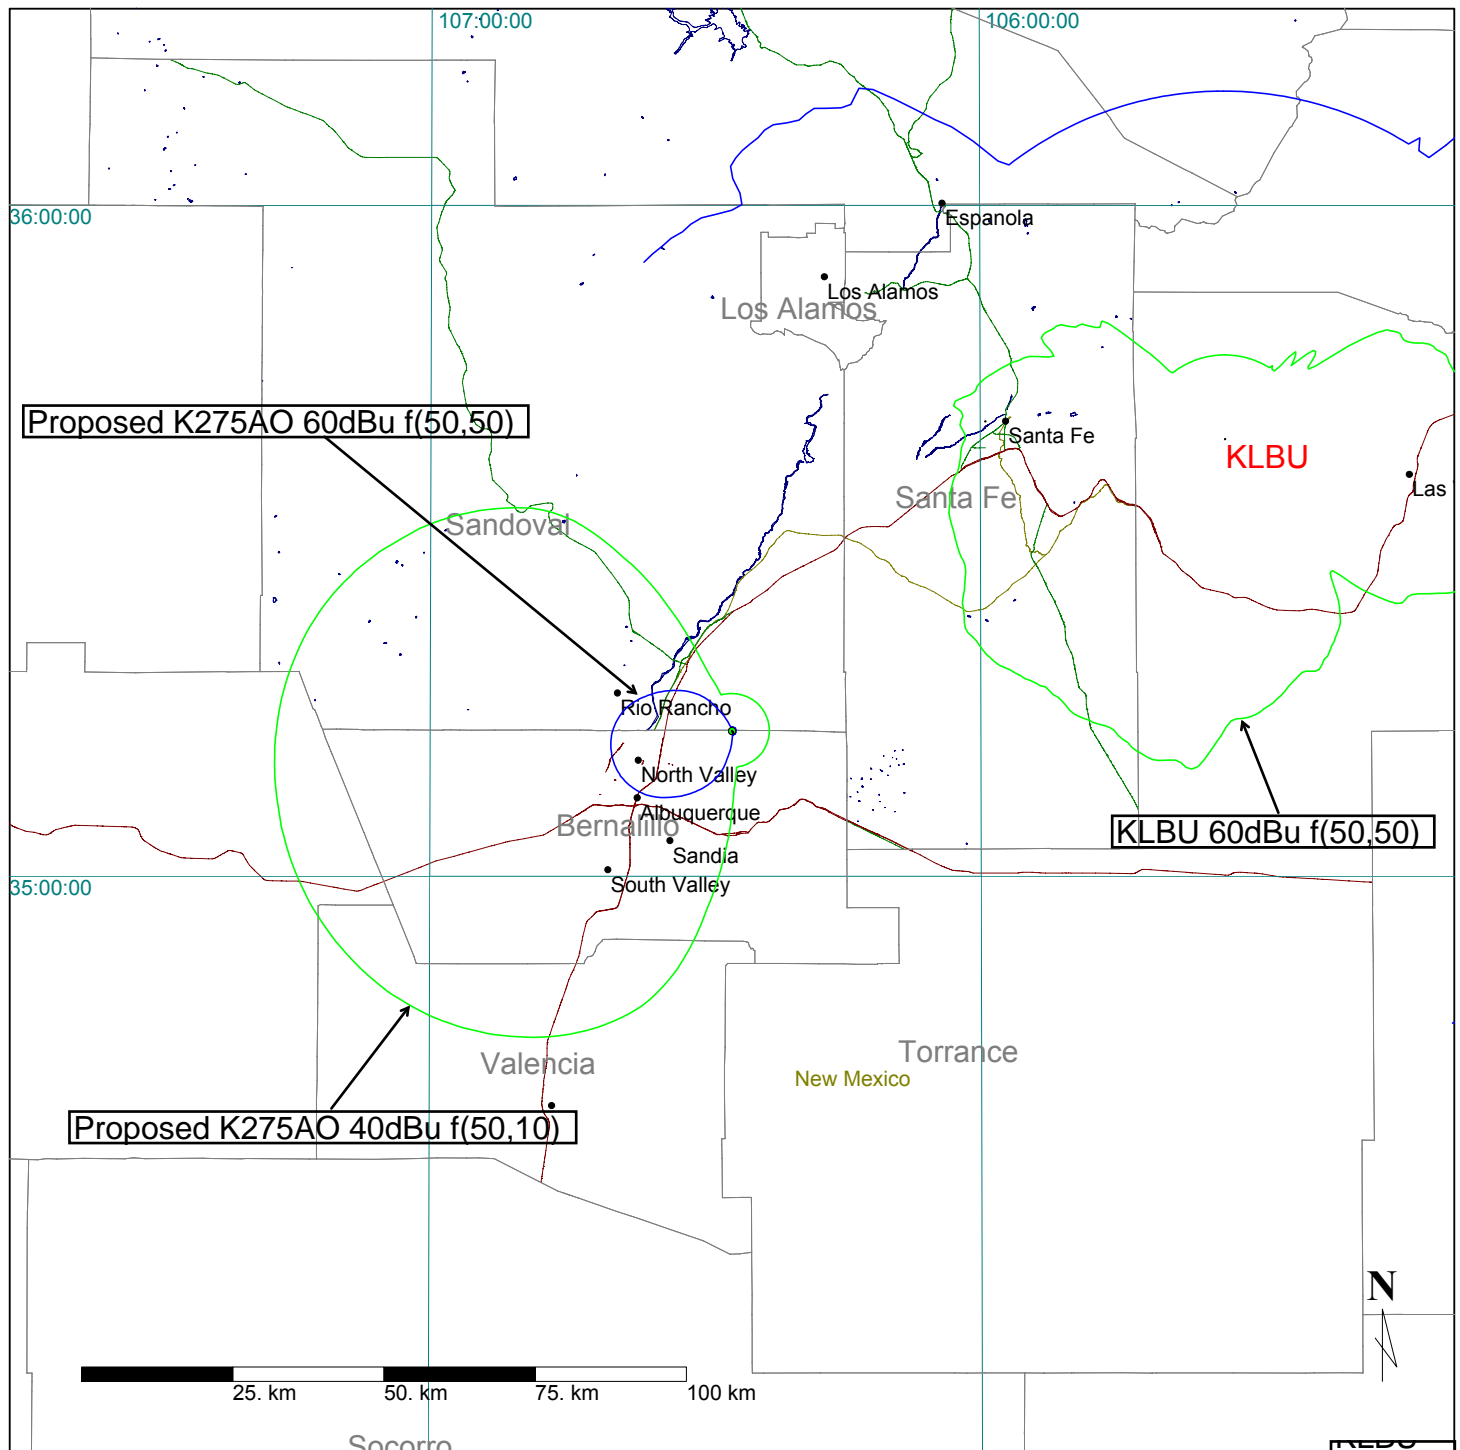 107:00:00
106:00:00
36:00:00
Espanola
Los Alamos
Los Alamos
Proposed K275AO 60dBu f(50,50)
Santa Fe
KLBU
Las
Santa Fe
Sandoval
Rio Rancho
North Valley
Albuquerque
Bernalillo
KLBU 60dBu f(50,50)
Sandia
35:00:00
South Valley
Torrance
Valencia
New Mexico
Proposed K275AO 40dBu f(50,10)
N
25. km
50. km
75. km
100 km
Socorro